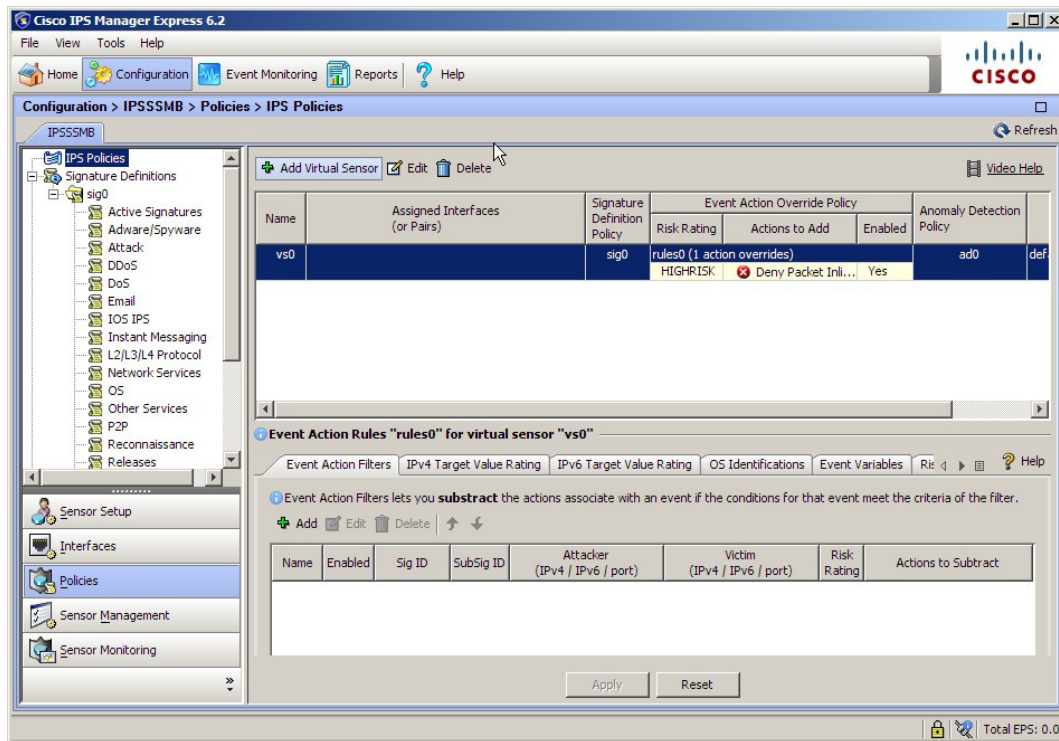 Cisco IPS Manager Express 6.2
File View Tools Help
Home Configuration Event Monitoring Reports Help
CISCO
Configuration > IPSSSMB > Policies > IPS Policies
IPSSSMB
Refresh
IPS Policies
Signature Definitions
sig0
Active Signatures
Adware/Spyware
Attack
DDoS
DoS
Email
IOS IPS
Instant Messaging
L2/L3/L4 Protocol
Network Services
OS
Other Services
P2P
Reconnaissance
Releases
Sensor Setup
Interfaces
Policies
Sensor Management
Sensor Monitoring
Add Virtual Sensor Edit Delete
Video Help
Name
Assigned Interfaces
(or Pairs)
Signature
Definition
Policy
Event Action Override Policy
Risk Rating Actions to Add Enabled
Anomaly Detection
Policy
vs0 sig0 rules0 (1 action overrides) ad0 def
HIGHRISK Deny Packet Inli... Yes
Event Action Rules "rules0" for virtual sensor "vs0"
Event Action Filters IPv4 Target Value Rating IPv6 Target Value Rating OS Identifications Event Variables Ris
Help
Event Action Filters lets you substract the actions associate with an event if the conditions for that event meet the criteria of the filter.
Add Edit Delete
Name Enabled Sig ID SubSig ID
Attacker
(IPv4 / IPv6 / port)
Victim
(IPv4 / IPv6 / port)
Risk
Rating
Actions to Subtract
Apply Reset
Total EPS: 0.0